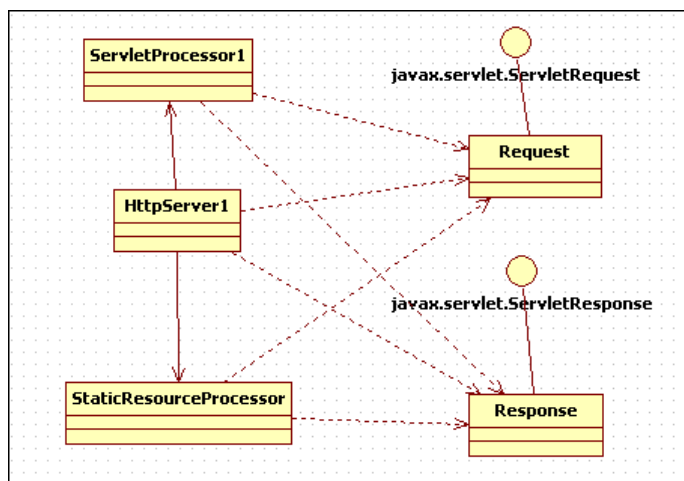 ServletProcessor1
javax.servlet.ServletRequest
Request
HttpServer1
javax.servlet.ServletResponse
StaticResourceProcessor
Response